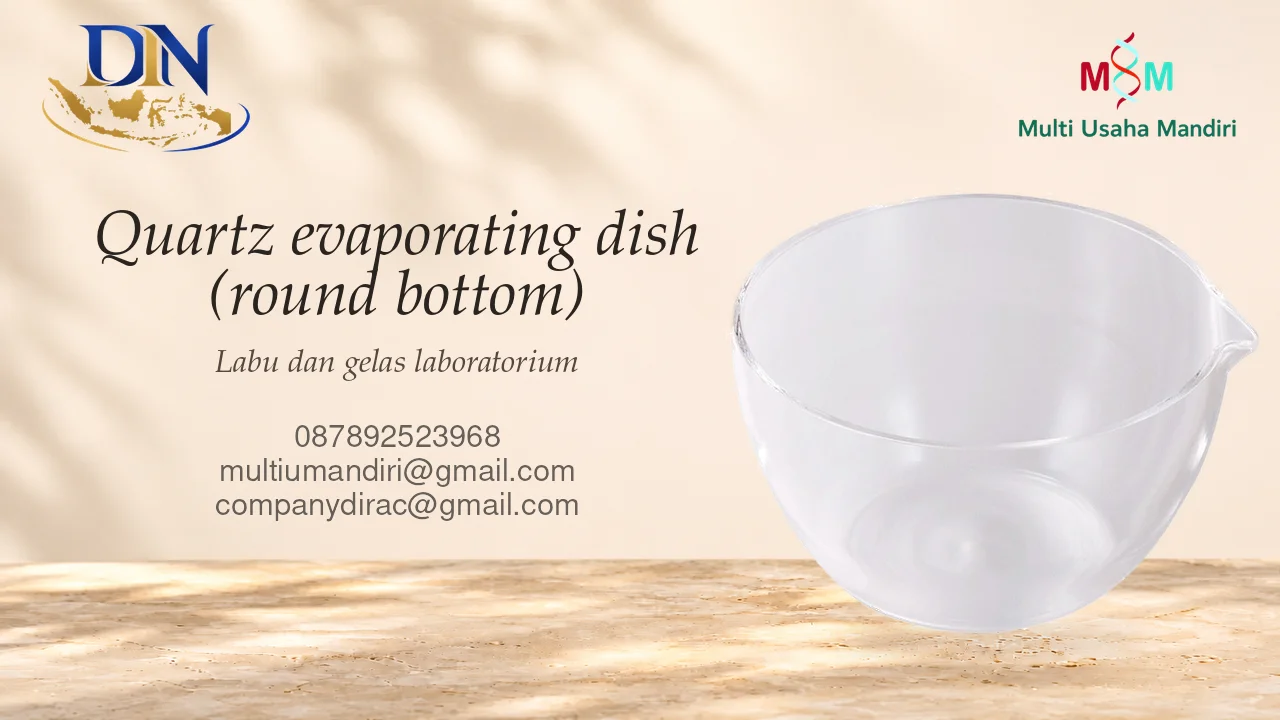 DIN
M M
Multi Usaha Mandiri
Quartz evaporating dish
(round bottom)
Labu dan gelas laboratorium
087892523968
multiumandiri@gmail.com
companydirac@gmail.com